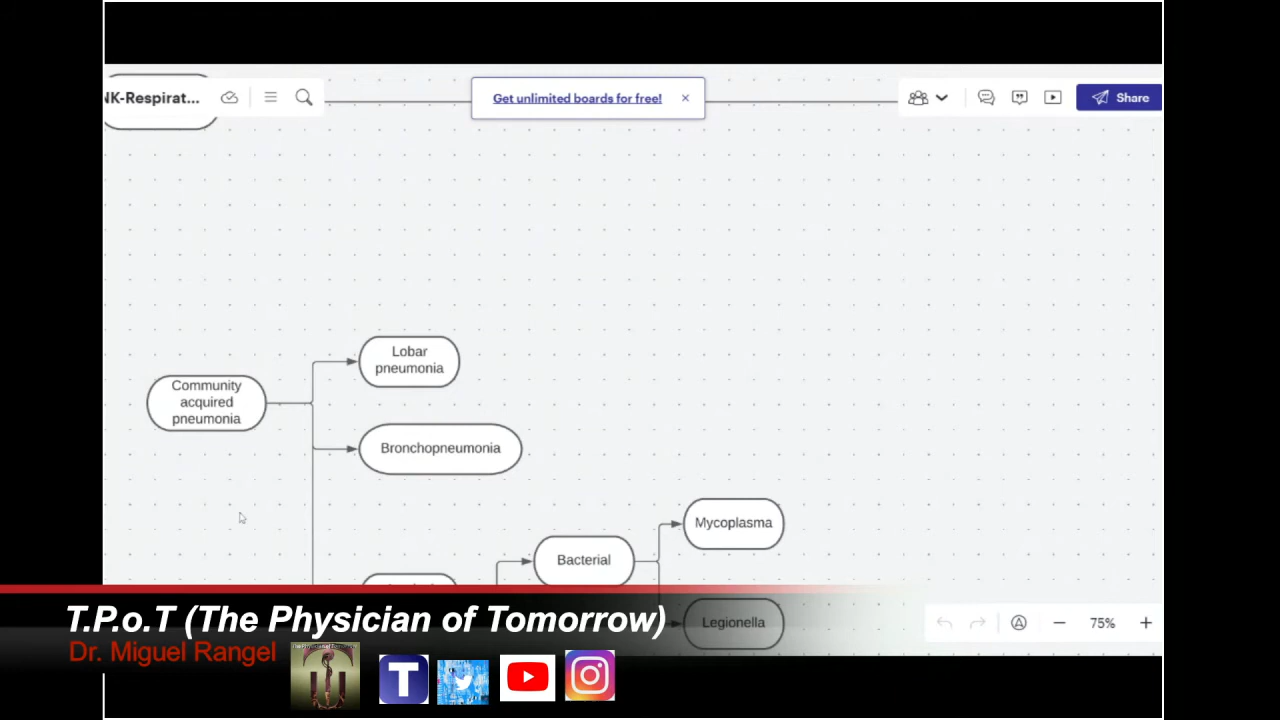 NK-Respirat...
Get unlimited boards for free!
Share
Lobar
pneumonia
Community
acquired
pneumonia
Bronchopneumonia
Mycoplasma
Bacterial
Legionella
75%
T.P.o.T (The Physician of Tomorrow)
Dr. Miguel Rangel